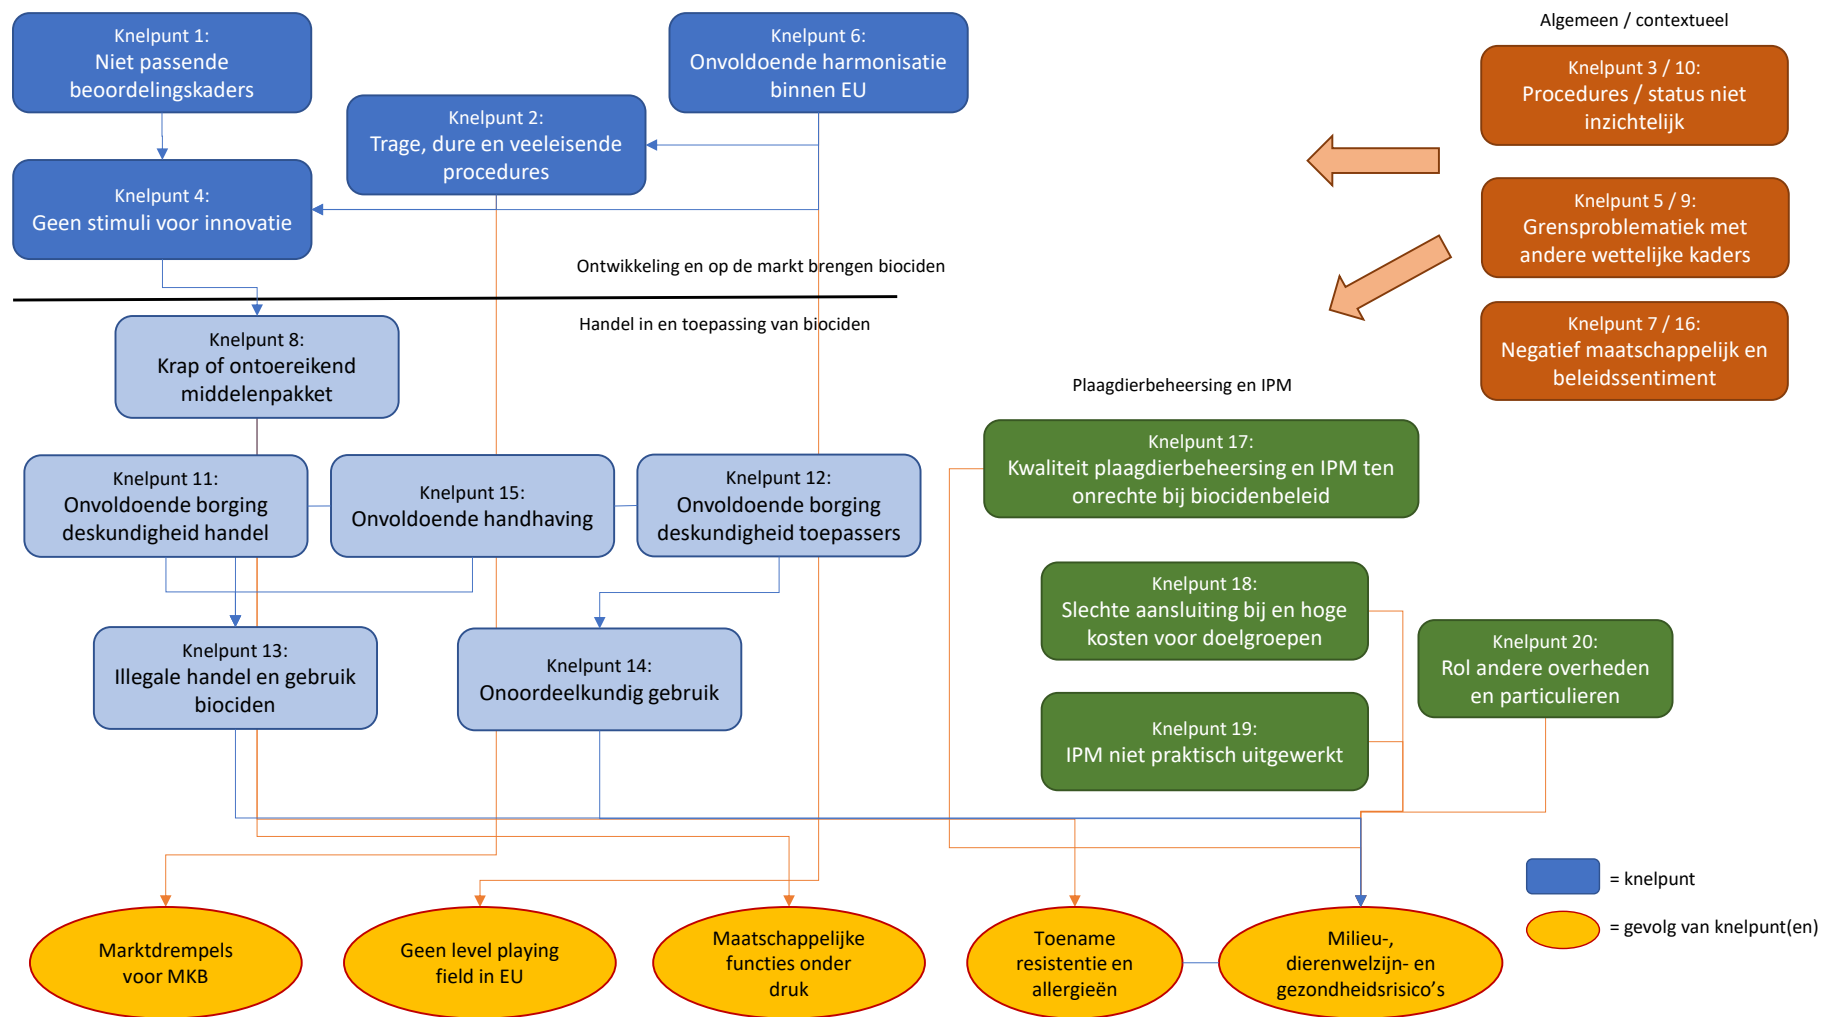 Knelpunt 1:
Niet passende
beoordelingskaders
Knelpunt 6:
Onvoldoende harmonisatie
binnen EU
Algemeen / contextueel
Knelpunt 3 / 10:
Procedures / status niet
inzichtelijk
Knelpunt 2:
Trage, dure en veeleisende
procedures
Knelpunt 4:
Geen stimuli voor innovatie
Knelpunt 5 / 9:
Grensproblematiek met
andere wettelijke kaders
Ontwikkeling en op de markt brengen biociden
Handel in en toepassing van biociden
Knelpunt 7 / 16:
Negatief maatschappelijk en
beleidssentiment
Knelpunt 8:
Krap of ontoereikend
middelenpakket
Plaagdierbeheersing en IPM
Knelpunt 17:
Kwaliteit plaagdierbeheersing en IPM ten
onrechte bij biocidenbeleid
Knelpunt 11:
Onvoldoende borging
deskundigheid handel
Knelpunt 15:
Onvoldoende handhaving
Knelpunt 12:
Onvoldoende borging
deskundigheid toepassers
Knelpunt 18:
Slechte aansluiting bij en hoge
kosten voor doelgroepen
Knelpunt 13:
Illegale handel en gebruik
biociden
Knelpunt 14:
Onoordeelkundig gebruik
Knelpunt 20:
Rol andere overheden
en particulieren
Knelpunt 19:
IPM niet praktisch uitgewerkt
= knelpunt
= gevolg van knelpunt(en)
Marktdrempels
voor MKB
Geen level playing
field in EU
Maatschappelijke
functies onder
druk
Toename
resistentie en
allergieën
Milieu-,
dierenwelzijn- en
gezondheidsrisico's